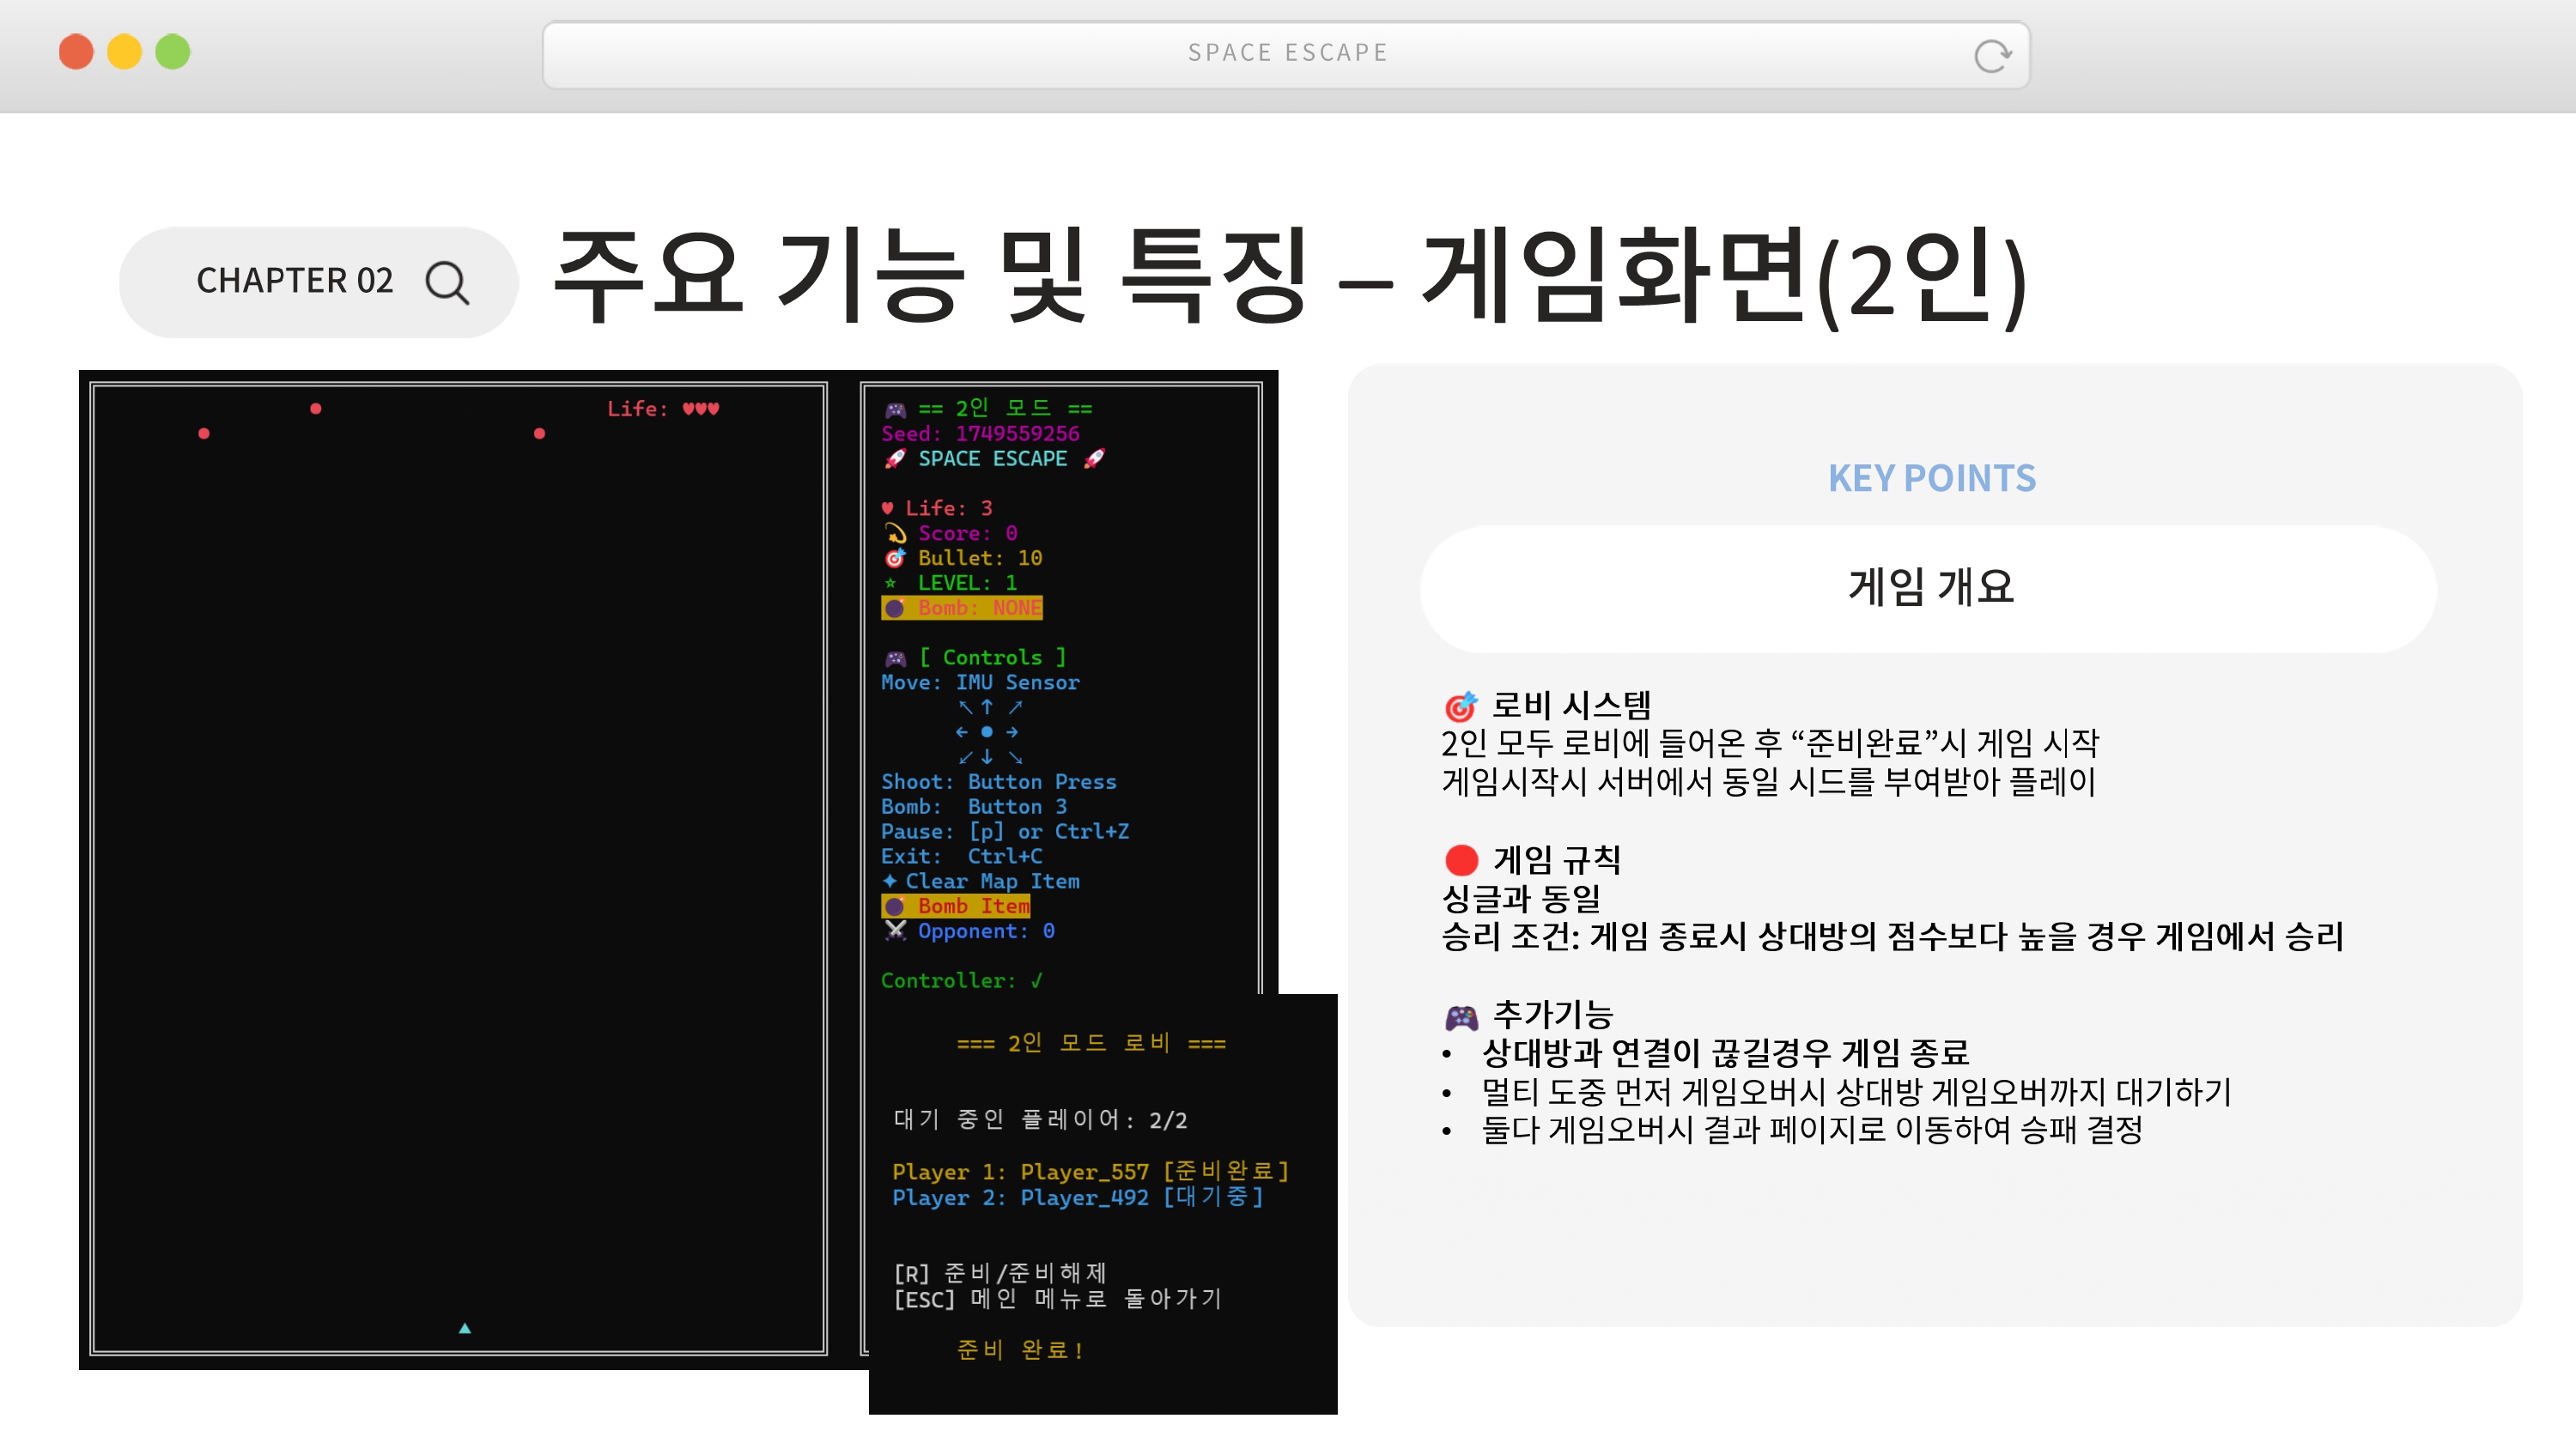 SPACE ESCAPE
CHAPTER 02
주요 기능 및 특징 – 게임화면(2인)
Life: ♥♥♥
🎮 == 2인 모드 ==
Seed: 1749559256
🚀 SPACE ESCAPE 🚀
♥ Life: 3
💫 Score: 0
🎯 Bullet: 10
☆ LEVEL: 1
💣 Bomb: NONE
🎮 [ Controls ]
Move: IMU Sensor
↖ ↑ ↗
← ● →
↙ ↓ ↘
Shoot: Button Press
Bomb: Button 3
Pause: [p] or Ctrl+Z
Exit: Ctrl+C
✦ Clear Map Item
💣 Bomb Item
⚔ Opponent: 0
Controller: ✓
=== 2인 모드 로비 ===
대기 중인 플레이어: 2/2
Player 1: Player_557 [준비완료]
Player 2: Player_492 [대기중]
[R] 준비/준비해제
[ESC] 메인 메뉴로 돌아가기
준비 완료!
KEY POINTS
게임 개요
🎯 로비 시스템
2인 모두 로비에 들어온 후 “준비완료”시 게임 시작
게임시작시 서버에서 동일 시드를 부여받아 플레이
🔴 게임 규칙
싱글과 동일
승리 조건: 게임 종료시 상대방의 점수보다 높을 경우 게임에서 승리
🎮 추가기능
• 상대방과 연결이 끊길경우 게임 종료
• 멀티 도중 먼저 게임오버시 상대방 게임오버까지 대기하기
• 둘다 게임오버시 결과 페이지로 이동하여 승패 결정